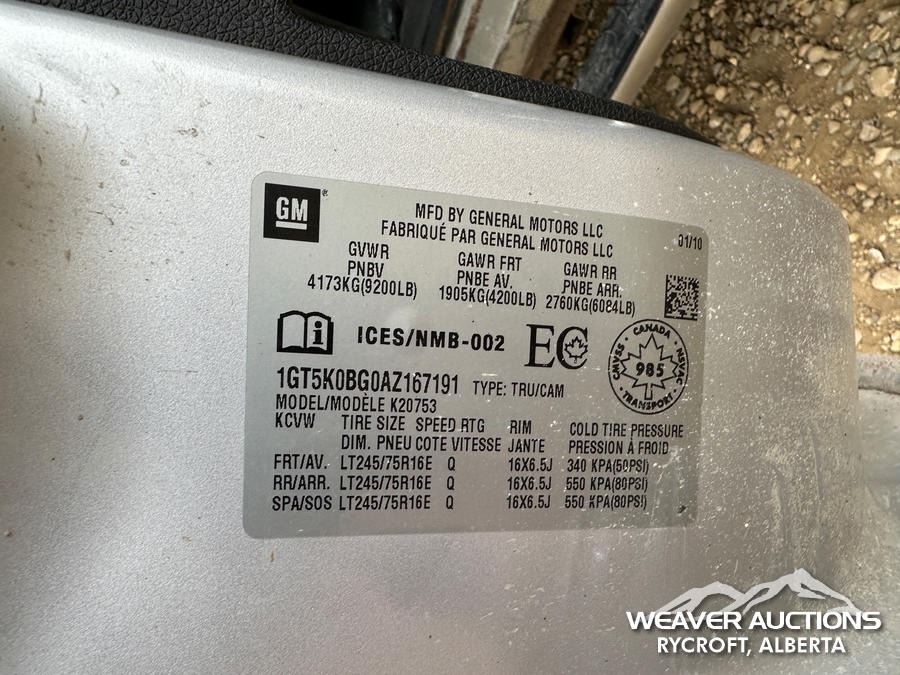 GM
MFD BY GENERAL MOTORS LLC
FABRIQUÉ PAR GENERAL MOTORS LLC
01/10
GVWR GAWR FRT GAWR RR
PNBV PNBE AV. PNBE ARR.
4173KG(9200LB) 1905KG(4200LB) 2760KG(6084LB)
i ICES/NMB-002 EC
CANADA
CMVSS 985 NSVAC
TRANSPORT
1GT5K0BG0AZ167191 TYPE: TRU/CAM
MODEL/MODÈLE K20753
KCVW TIRE SIZE SPEED RTG RIM COLD TIRE PRESSURE
DIM. PNEU COTE VITESSE JANTE PRESSION À FROID
FRT/AV. LT245/75R16E Q 16X6.5J 340 KPA(50PSI)
RR/ARR. LT245/75R16E Q 16X6.5J 550 KPA(80PSI)
SPA/SOS LT245/75R16E Q 16X6.5J 550 KPA(80PSI)
WEAVER AUCTIONS
RYCROFT, ALBERTA